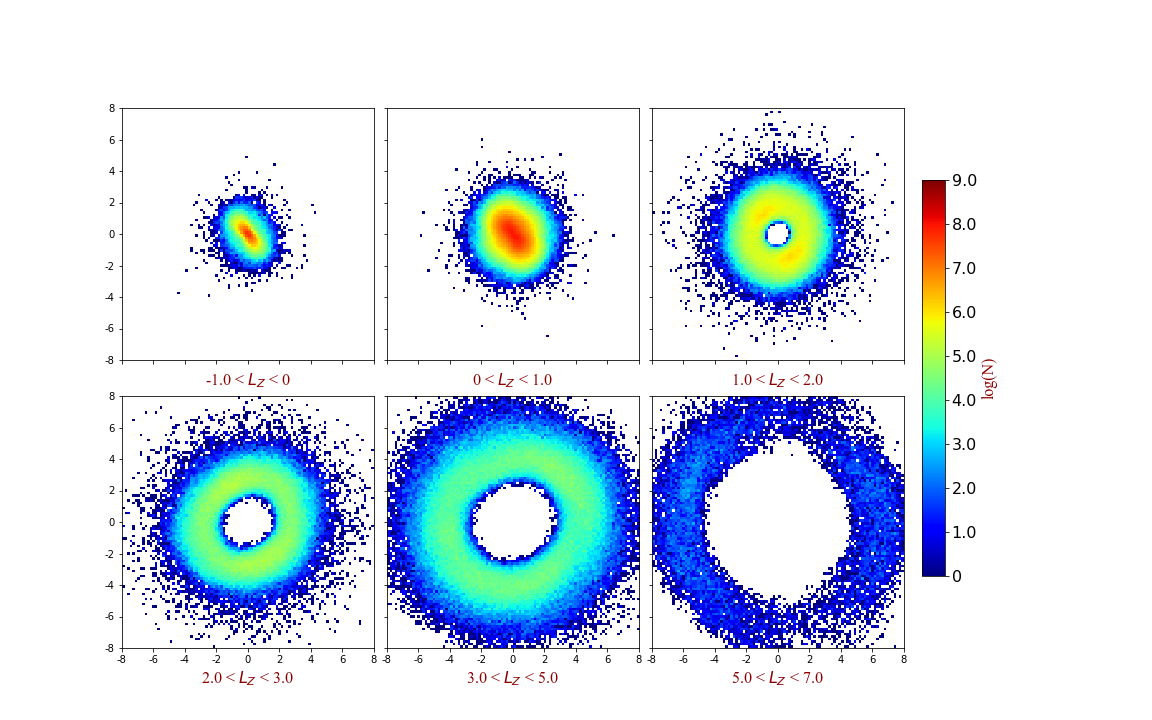 8
6
4
2
0
-2
-4
-6
-8
-1.0 < L_Z < 0
0 < L_Z < 1.0
1.0 < L_Z < 2.0
9.0
8.0
7.0
6.0
5.0
4.0
3.0
2.0
1.0
0
log(N)
8
6
4
2
0
-2
-4
-6
-8
-8 -6 -4 -2 0 2 4 6 8
-8 -6 -4 -2 0 2 4 6 8
-8 -6 -4 -2 0 2 4 6 8
2.0 < L_Z < 3.0
3.0 < L_Z < 5.0
5.0 < L_Z < 7.0